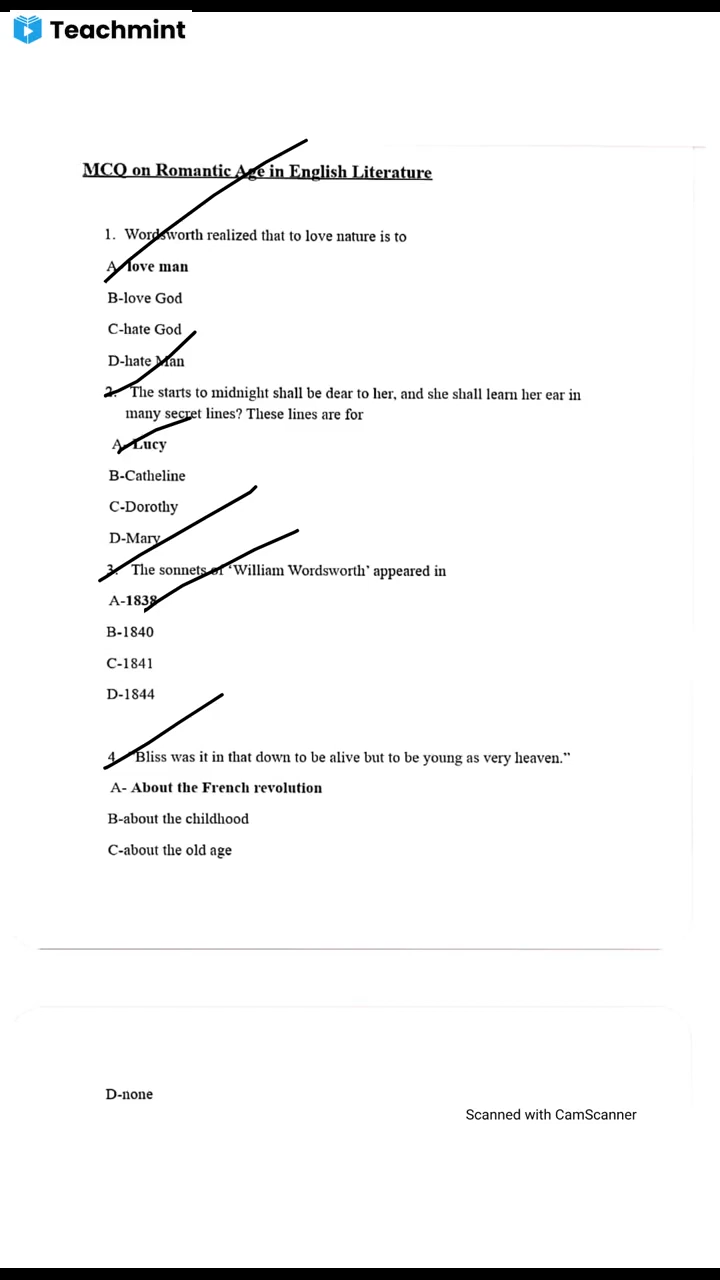 Teachmint
MCQ on Romantic Age in English Literature
1. Wordsworth realized that to love nature is to
A-love man
B-love God
C-hate God
D-hate Man
2. The starts to midnight shall be dear to her, and she shall learn her ear in
many secret lines? These lines are for
A-Lucy
B-Catheline
C-Dorothy
D-Mary
3. The sonnets of ‘William Wordsworth’ appeared in
A-1838
B-1840
C-1841
D-1844
4. “Bliss was it in that down to be alive but to be young as very heaven.”
A- About the French revolution
B-about the childhood
C-about the old age
D-none
Scanned with CamScanner